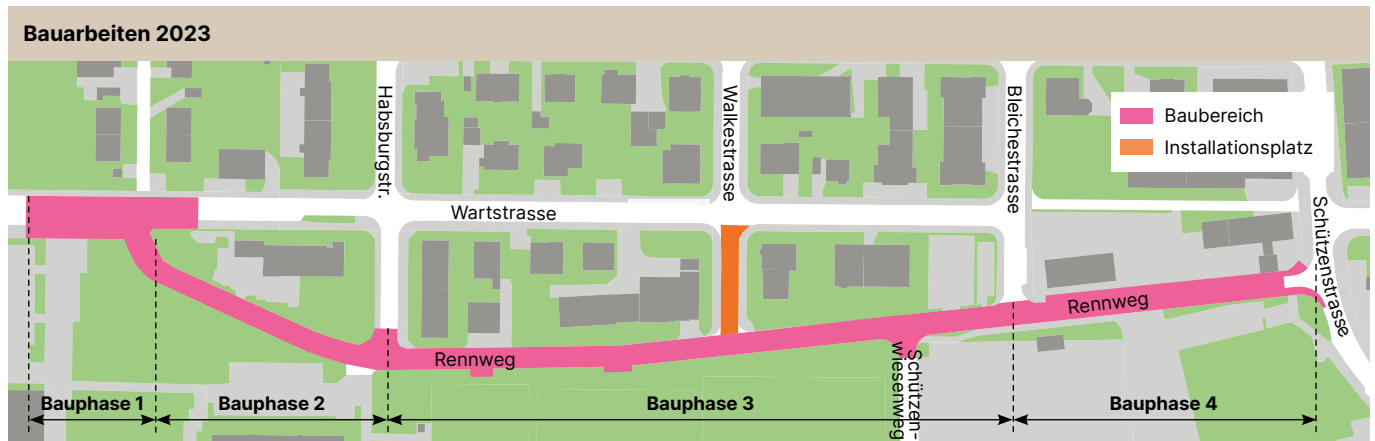 Bauarbeiten 2023
Habsburgstr.
Walkestrasse
Bleichestrasse
Baubereich
Installationsplatz
Wartstrasse
Schützenstrasse
Rennweg
Rennweg
Schützen-
wiesenweg
Bauphase 1
Bauphase 2
Bauphase 3
Bauphase 4